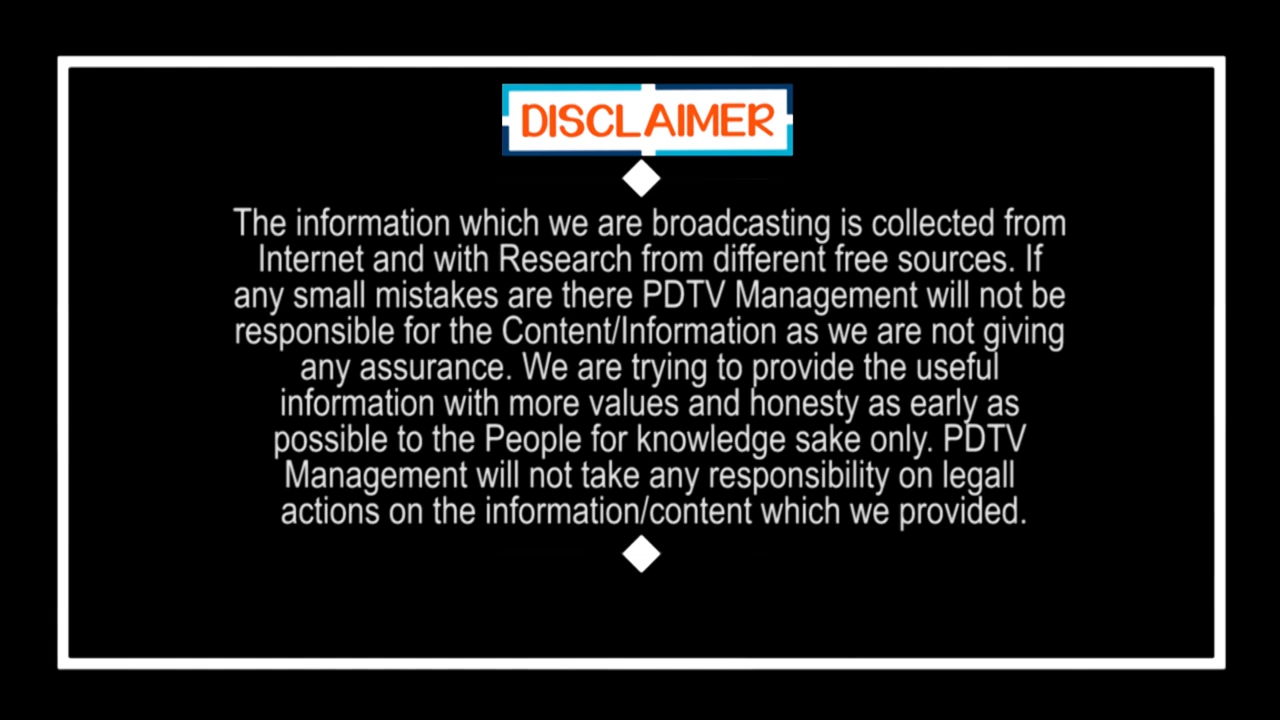 DISCLAIMER
The information which we are broadcasting is collected from
Internet and with Research from different free sources. If
any small mistakes are there PDTV Management will not be
responsible for the Content/Information as we are not giving
any assurance. We are trying to provide the useful
information with more values and honesty as early as
possible to the People for knowledge sake only. PDTV
Management will not take any responsibility on legall
actions on the information/content which we provided.